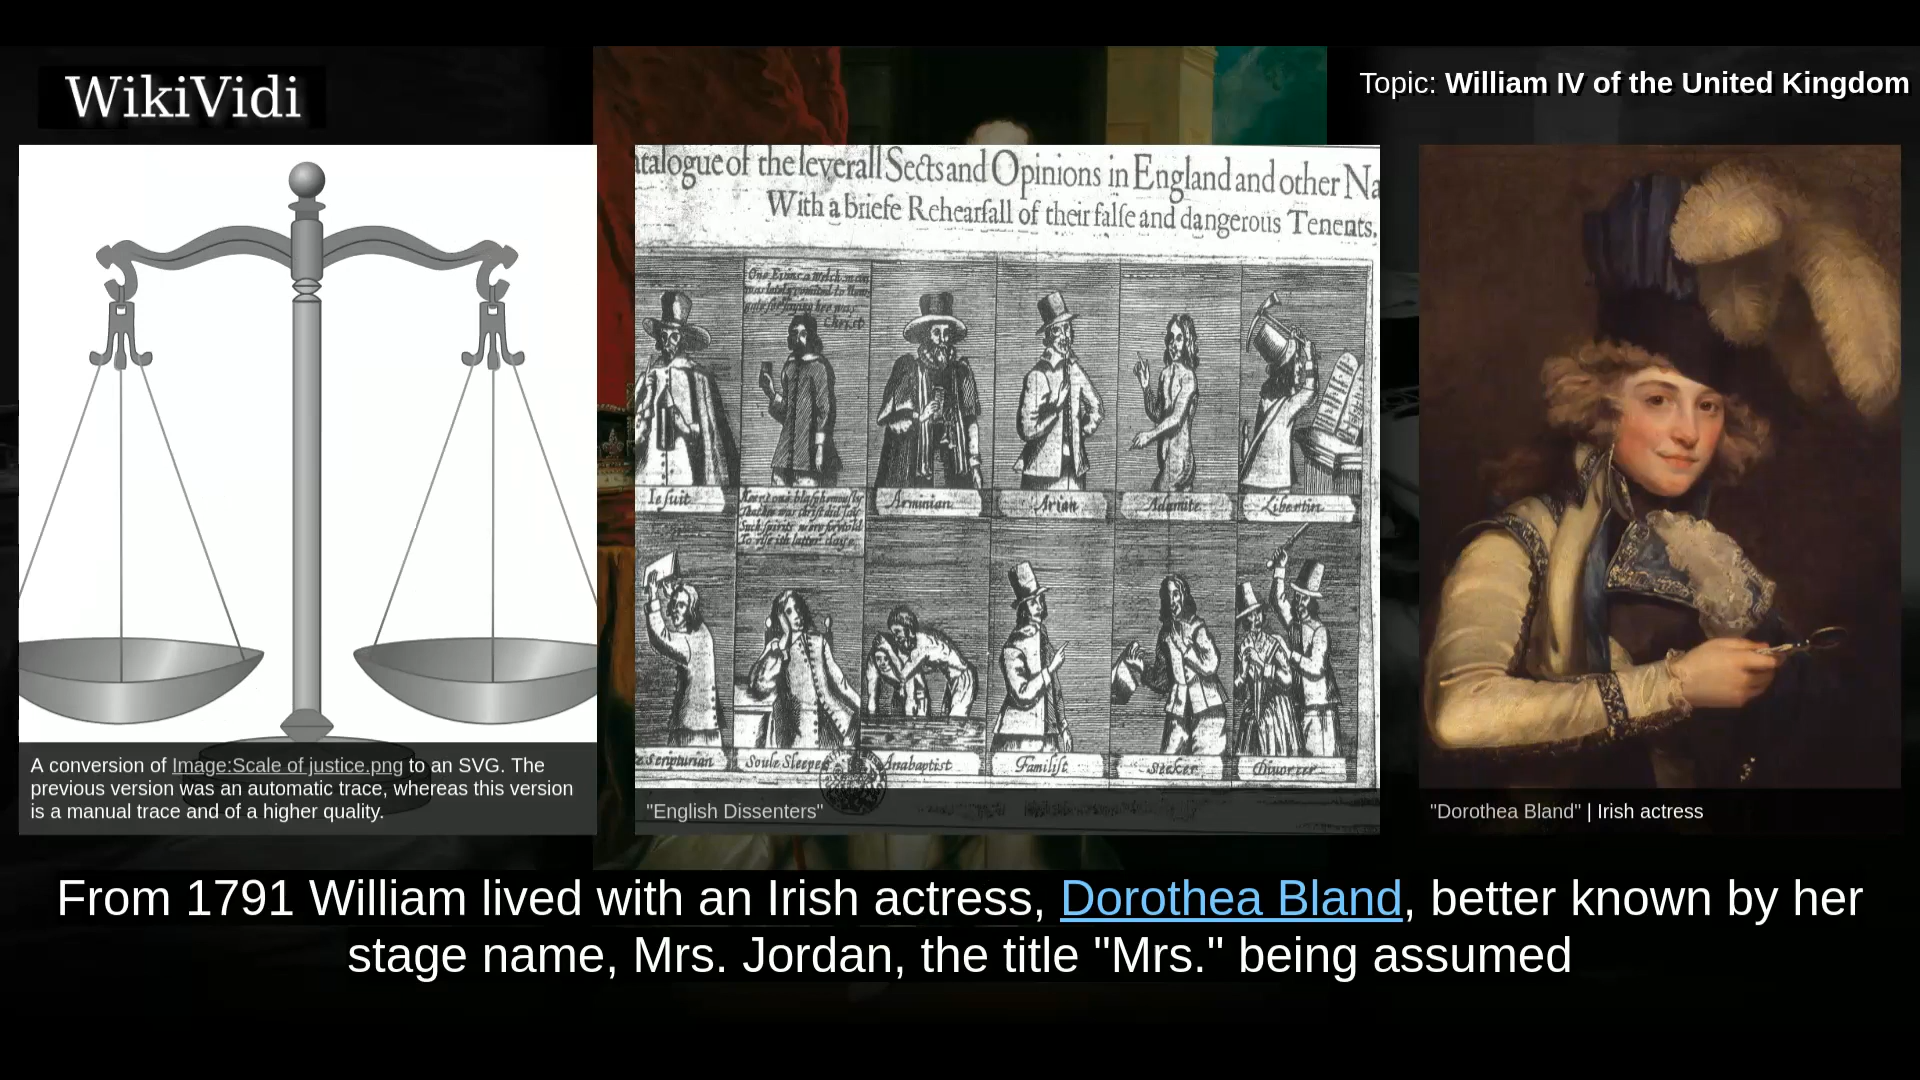 WikiVidi
Topic: William IV of the United Kingdom
atalogue of the ſeverall Sects and Opinions in England and other Na
With a briefe Rehearſall of their falſe and dangerous Tenents.
Christ
Ieſuit
Arminian
Arian
Adamite
Libertin
Soule Sleeper
Anabaptist
Familiſt
Seeker
Divorcer
A conversion of Image:Scale of justice.png to an SVG. The
previous version was an automatic trace, whereas this version
is a manual trace and of a higher quality.
"English Dissenters"
"Dorothea Bland" | Irish actress
From 1791 William lived with an Irish actress, Dorothea Bland, better known by her
stage name, Mrs. Jordan, the title "Mrs." being assumed